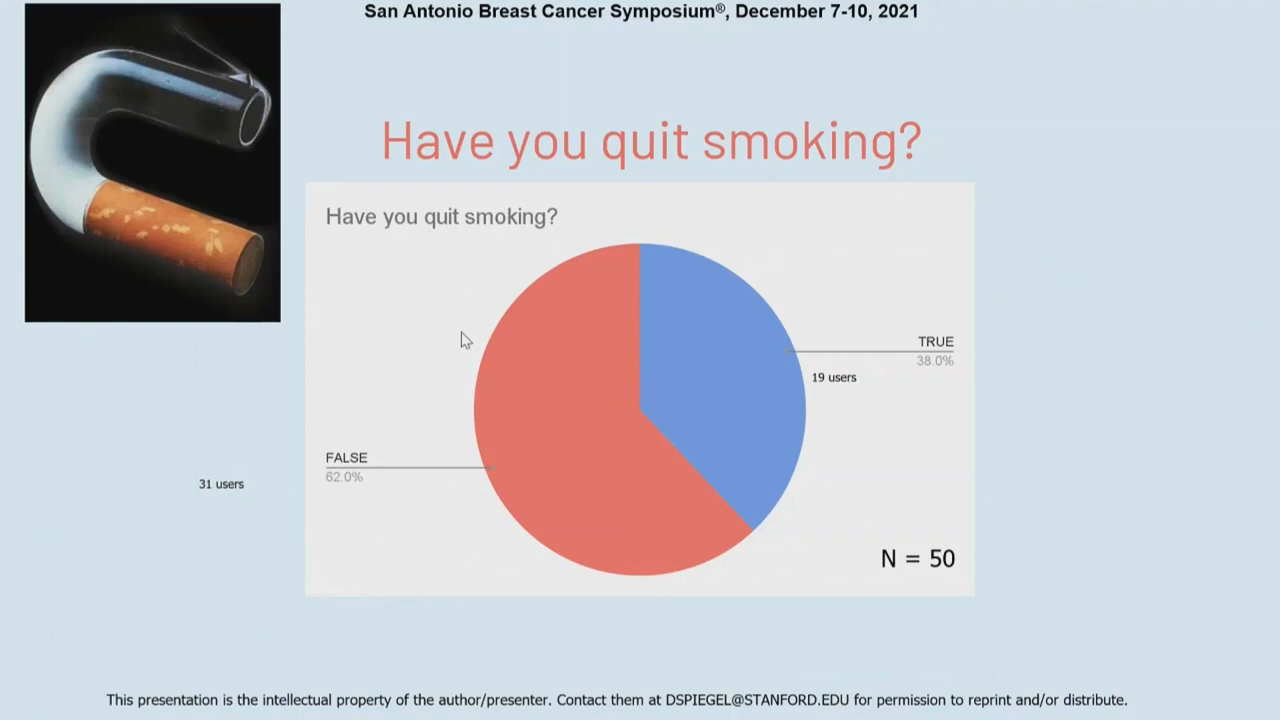 San Antonio Breast Cancer Symposium®, December 7-10, 2021
Have you quit smoking?
Have you quit smoking?
TRUE
38.0%
19 users
FALSE
62.0%
31 users
N = 50
This presentation is the intellectual property of the author/presenter. Contact them at DSPIEGEL@STANFORD.EDU for permission to reprint and/or distribute.